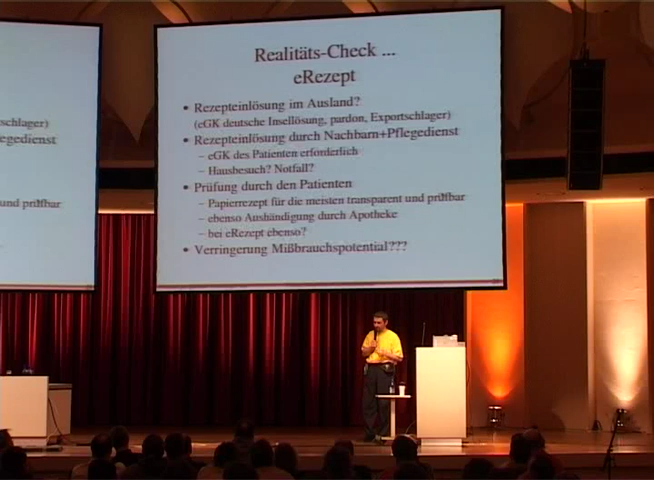 schlager)
egedienst
und prüfbar
Realitäts-Check ...
eRezept
• Rezepteinlösung im Ausland?
(eGK deutsche Insellösung, pardon, Exportschlager)
• Rezepteinlösung durch Nachbarn+Pflegedienst
– eGK des Patienten erforderlich
– Hausbesuch? Notfall?
• Prüfung durch den Patienten
– Papierrezept für die meisten transparent und prüfbar
– ebenso Aushändigung durch Apotheke
– bei eRezept ebenso?
• Verringerung Mißbrauchspotential???